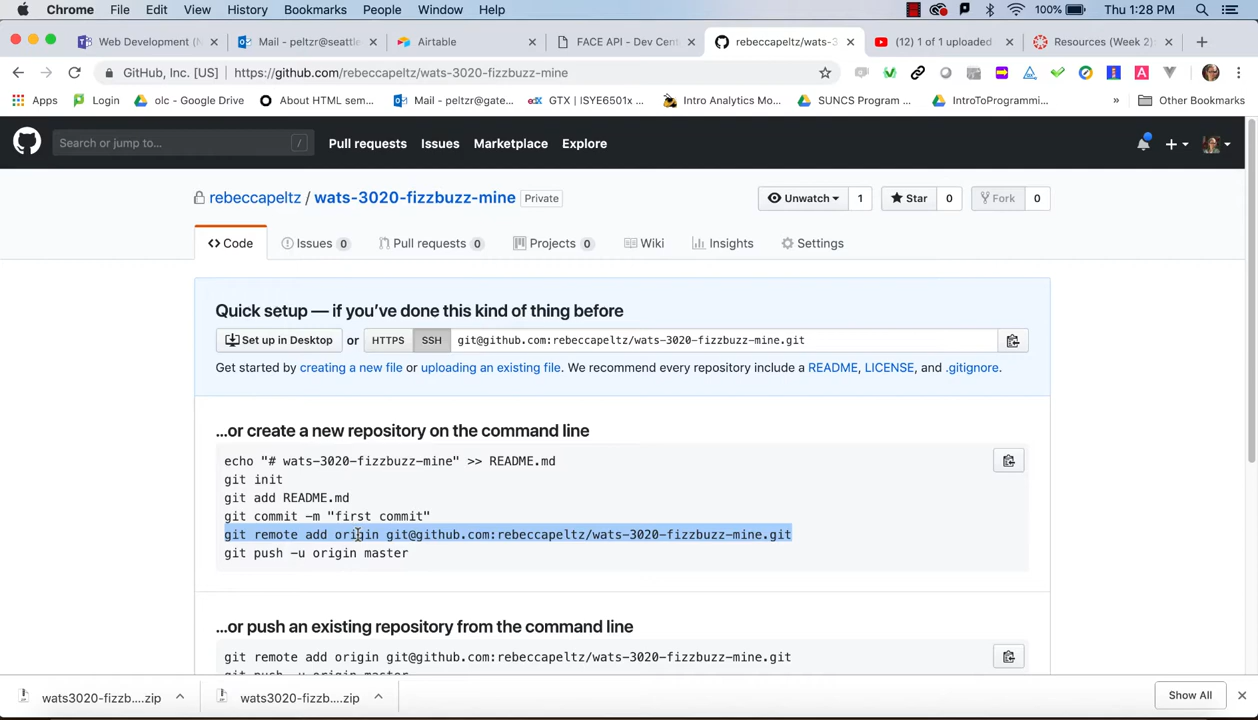 Chrome File Edit View History Bookmarks People Window Help 100% Thu 1:28 PM
Web Development (N
Mail - peltzr@seattle
Airtable
FACE API - Dev Cent
rebeccapeltz/wats-3
(12) 1 of 1 uploaded
Resources (Week 2):
GitHub, Inc. [US] https://github.com/rebeccapeltz/wats-3020-fizzbuzz-mine
Apps Login olc - Google Drive About HTML sem... Mail - peltzr@gate... GTX | ISYE6501x ... Intro Analytics Mo... SUNCS Program ... IntroToProgrammi... » Other Bookmarks
Search or jump to... /
Pull requests Issues Marketplace Explore
rebeccapeltz / wats-3020-fizzbuzz-mine Private
Unwatch 1 Star 0 Fork 0
Code Issues 0 Pull requests 0 Projects 0 Wiki Insights Settings
Quick setup — if you’ve done this kind of thing before
Set up in Desktop or HTTPS SSH git@github.com:rebeccapeltz/wats-3020-fizzbuzz-mine.git
Get started by creating a new file or uploading an existing file. We recommend every repository include a README, LICENSE, and .gitignore.
…or create a new repository on the command line
echo "# wats-3020-fizzbuzz-mine" >> README.md
git init
git add README.md
git commit -m "first commit"
git remote add origin git@github.com:rebeccapeltz/wats-3020-fizzbuzz-mine.git
git push -u origin master
…or push an existing repository from the command line
git remote add origin git@github.com:rebeccapeltz/wats-3020-fizzbuzz-mine.git
git push -u origin master
wats3020-fizzb....zip
wats3020-fizzb....zip
Show All